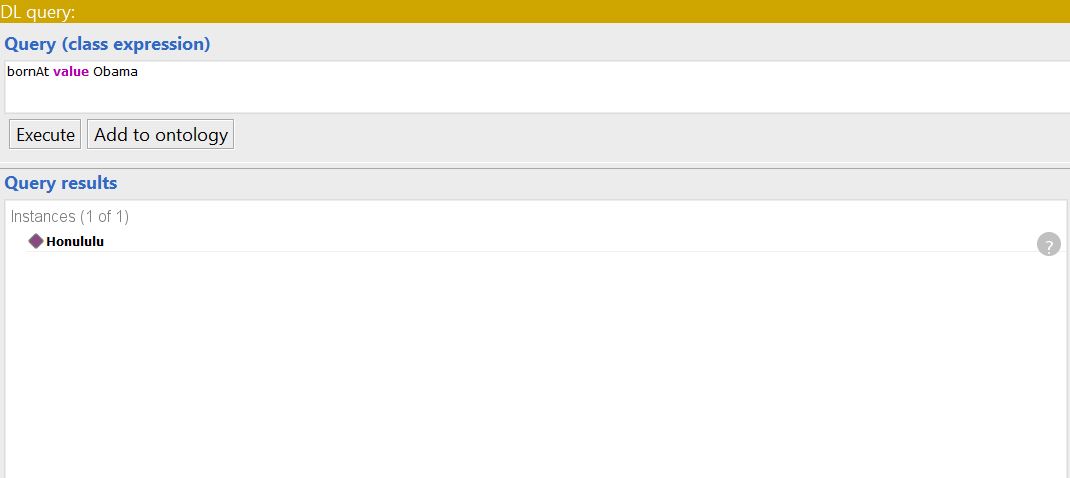 DL query:
Query (class expression)
bornAt value Obama
Execute Add to ontology
Query results
Instances (1 of 1)
Honululu
?